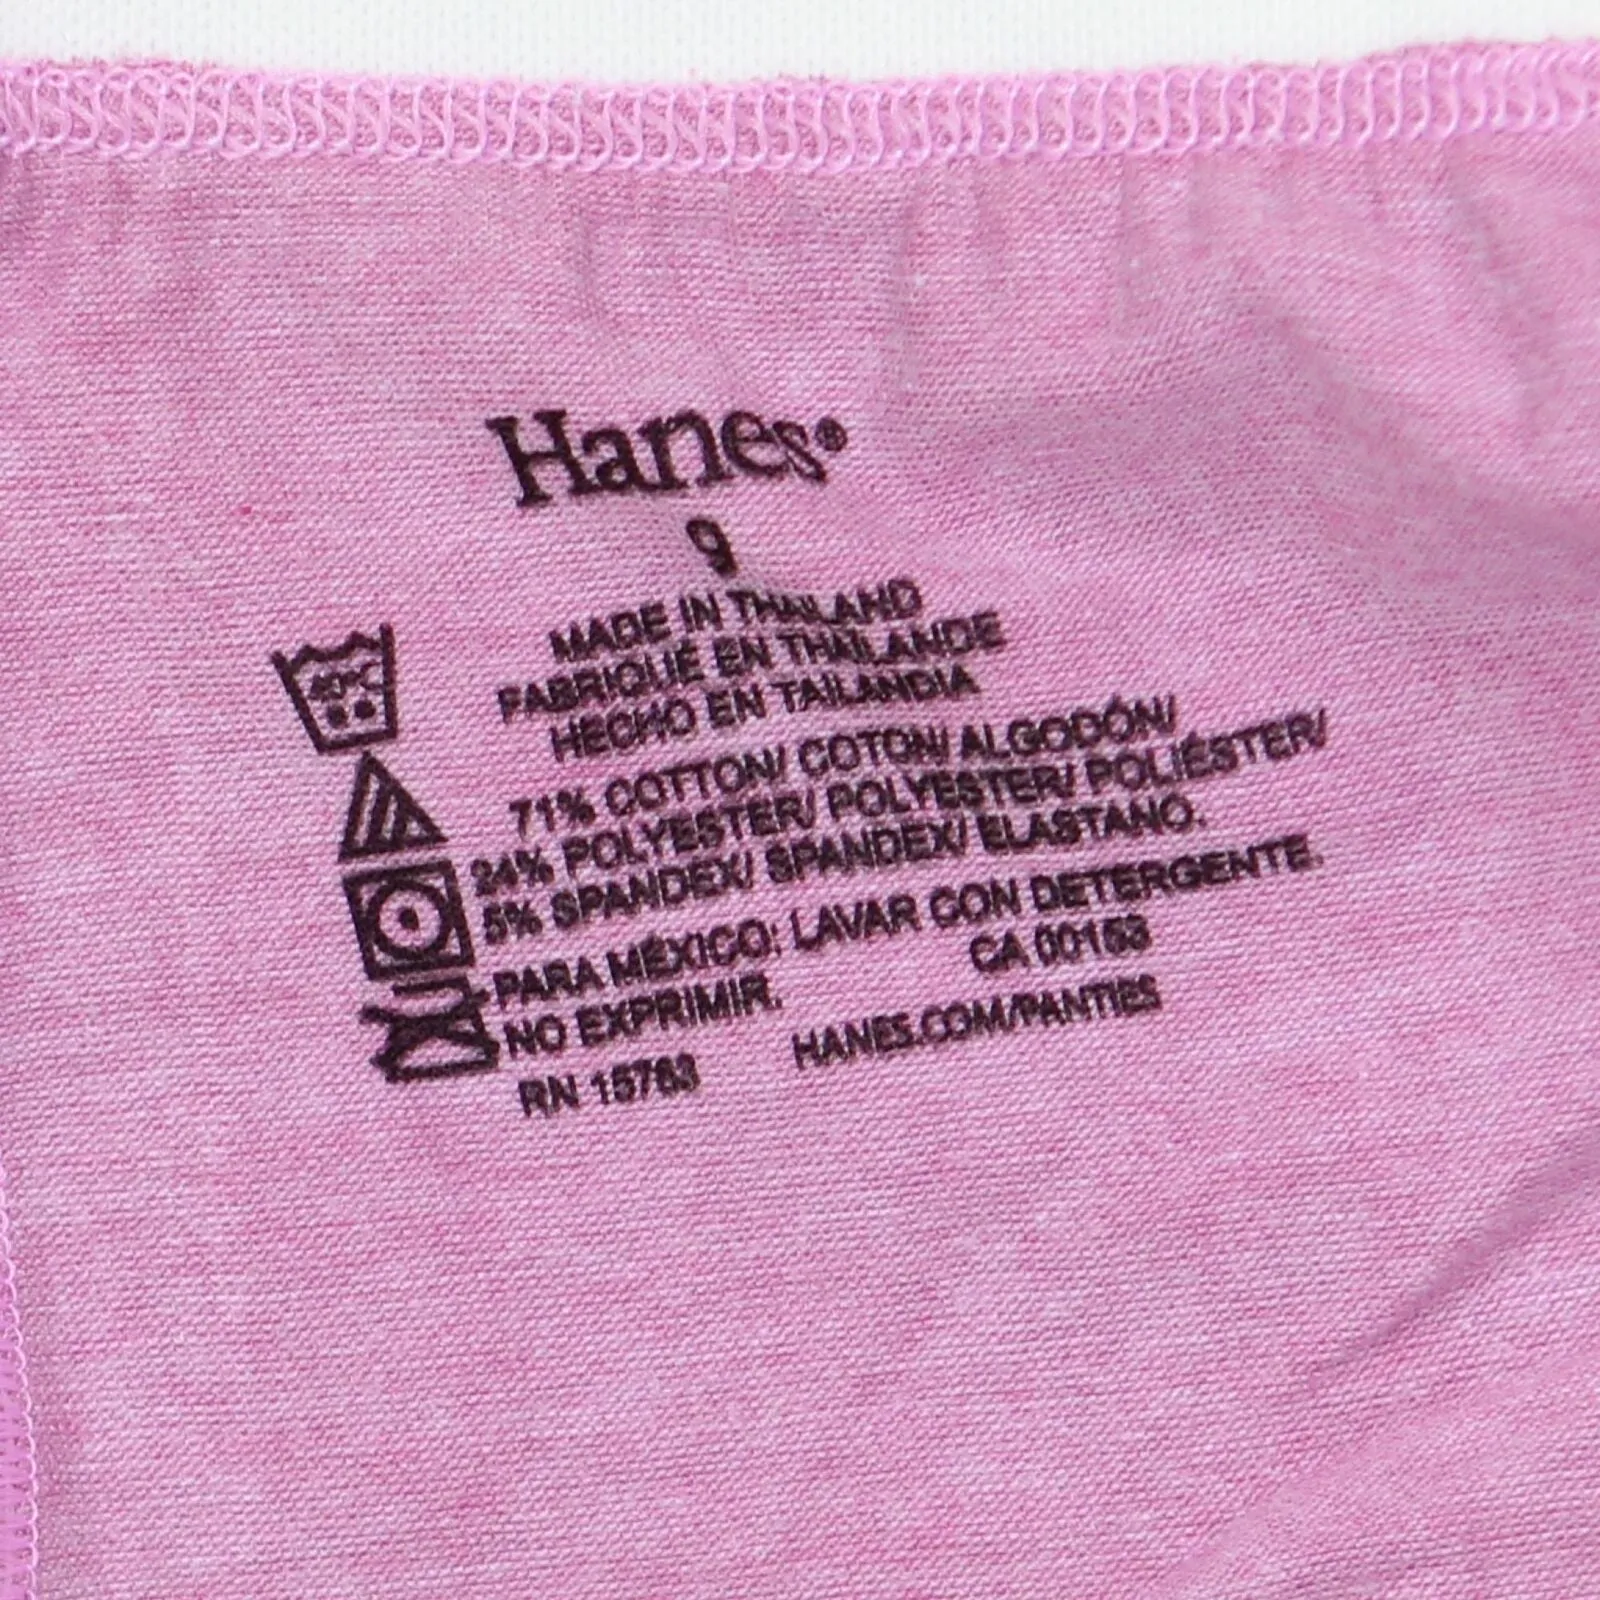 Hanes®
9
MADE IN THAILAND
FABRIQUÉ EN THAÏLANDE
HECHO EN TAILANDIA
40°C
71% COTTON/ COTON/ ALGODÓN/
24% POLYESTER/ POLYESTER/ POLIÉSTER/
5% SPANDEX/ SPANDEX/ ELASTANO.
PARA MÉXICO: LAVAR CON DETERGENTE.
NO EXPRIMIR.
CA 00153
RN 15763
HANES.COM/PANTIES